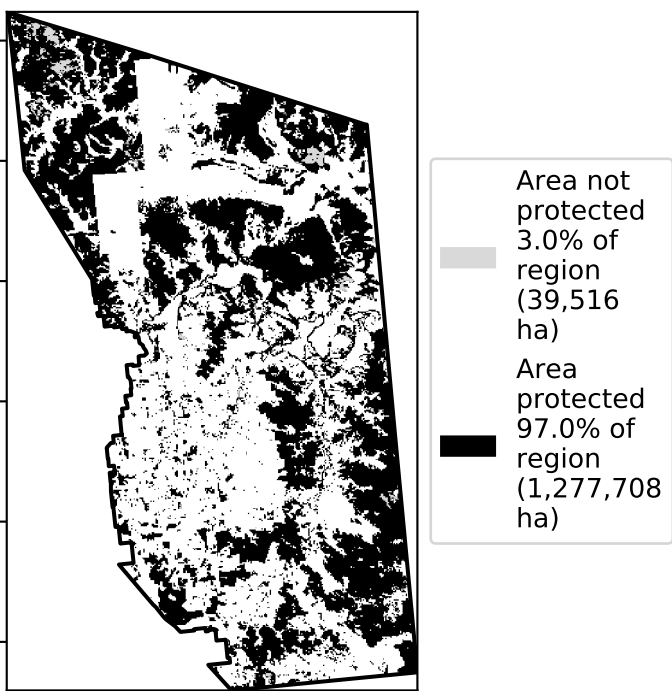 Area not
protected
3.0% of
region
(39,516
ha)
Area
protected
97.0% of
region
(1,277,708
ha)